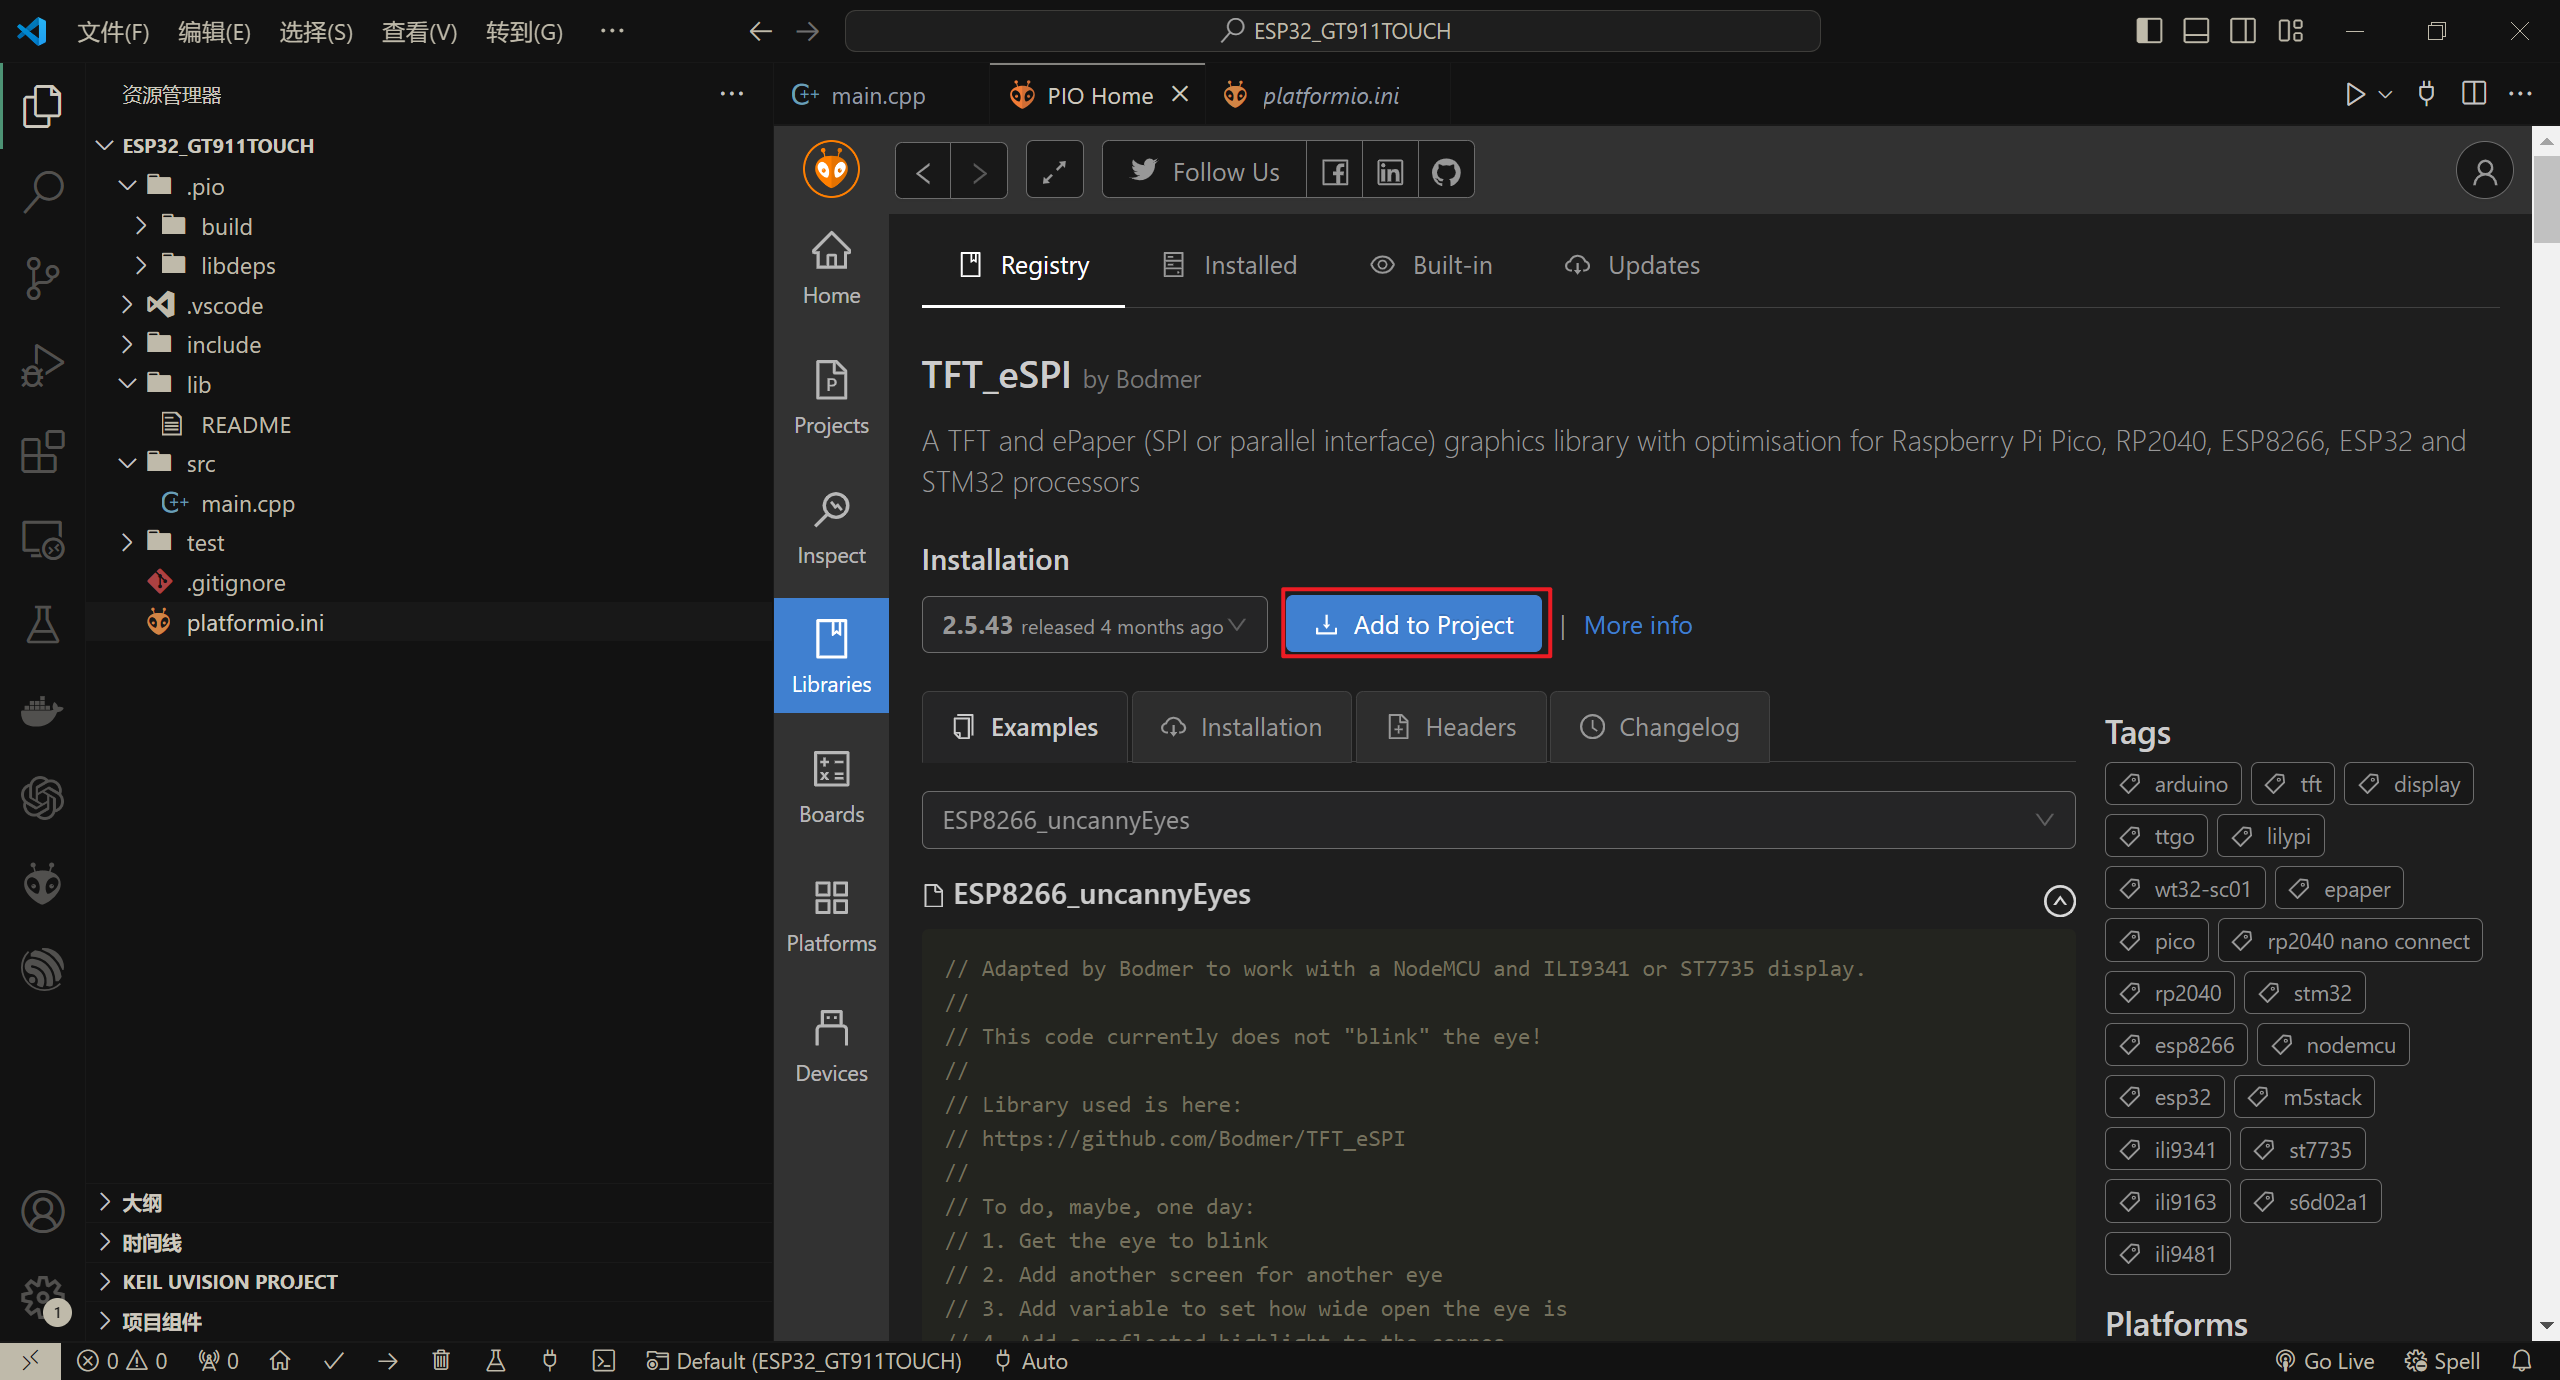 文件(F) 编辑(E) 选择(S) 查看(V) 转到(G) ··· ESP32_GT911TOUCH
资源管理器 ···
ESP32_GT911TOUCH
.pio
build
libdeps
.vscode
include
lib
README
src
main.cpp
test
.gitignore
platformio.ini
大纲
时间线
KEIL UVISION PROJECT
项目组件
1
main.cpp PIO Home platformio.ini
Follow Us
Home
Projects
Inspect
Libraries
Boards
Platforms
Devices
Registry Installed Built-in Updates
TFT_eSPI by Bodmer
A TFT and ePaper (SPI or parallel interface) graphics library with optimisation for Raspberry Pi Pico, RP2040, ESP8266, ESP32 and
STM32 processors
Installation
2.5.43 released 4 months ago Add to Project | More info
Examples Installation Headers Changelog
ESP8266_uncannyEyes
ESP8266_uncannyEyes
// Adapted by Bodmer to work with a NodeMCU and ILI9341 or ST7735 display.
//
// This code currently does not "blink" the eye!
//
// Library used is here:
// https://github.com/Bodmer/TFT_eSPI
//
// To do, maybe, one day:
// 1. Get the eye to blink
// 2. Add another screen for another eye
// 3. Add variable to set how wide open the eye is
Tags
arduino tft display
ttgo lilypi
wt32-sc01 epaper
pico rp2040 nano connect
rp2040 stm32
esp8266 nodemcu
esp32 m5stack
ili9341 st7735
ili9163 s6d02a1
ili9481
Platforms
0 0 0 Default (ESP32_GT911TOUCH) Auto Go Live Spell